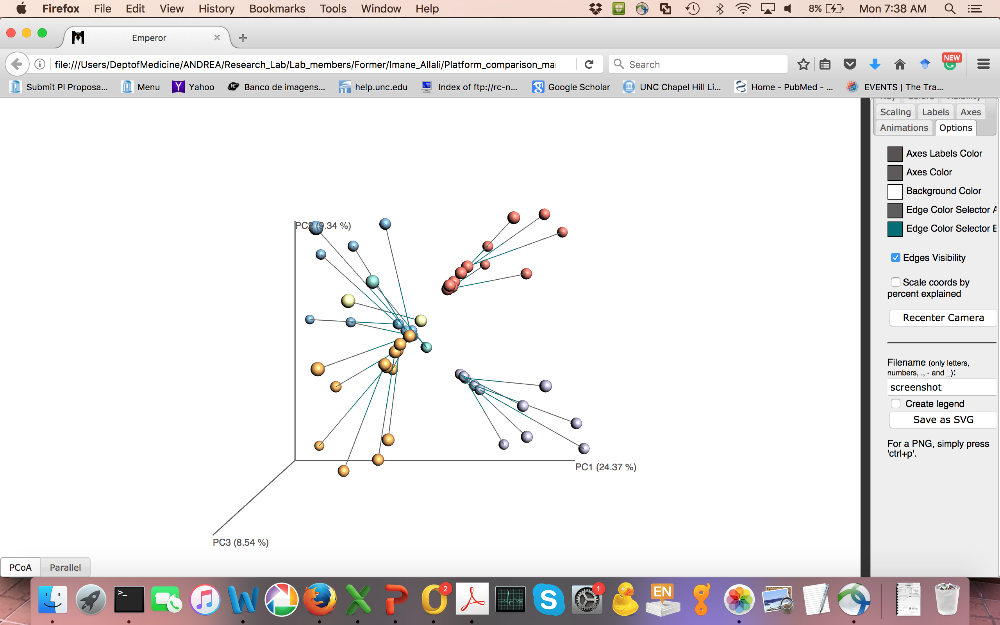 Firefox File Edit View History Bookmarks Tools Window Help 8% Mon 7:38 AM
Emperor
file:///Users/DeptofMedicine/ANDREA/Research_Lab/Lab_members/Former/Imane_Allali/Platform_comparison_ma
Search
NEW
Submit PI Proposa... Menu Yahoo Banco de imagens... help.unc.edu Index of ftp://rc-n... Google Scholar UNC Chapel Hill Li... Home - PubMed - ... EVENTS | The Tra...
Key Colors Visibility
Scaling Labels Axes
Animations Options
Axes Labels Color
Axes Color
Background Color
Edge Color Selector A
Edge Color Selector B
Edges Visibility
Scale coords by
percent explained
Recenter Camera
Filename (only letters,
numbers, ., - and _):
screenshot
Create legend
Save as SVG
For a PNG, simply press
'ctrl+p'.
PC2 (9.34 %)
PC1 (24.37 %)
PC3 (8.54 %)
PCoA Parallel
2
1
EN